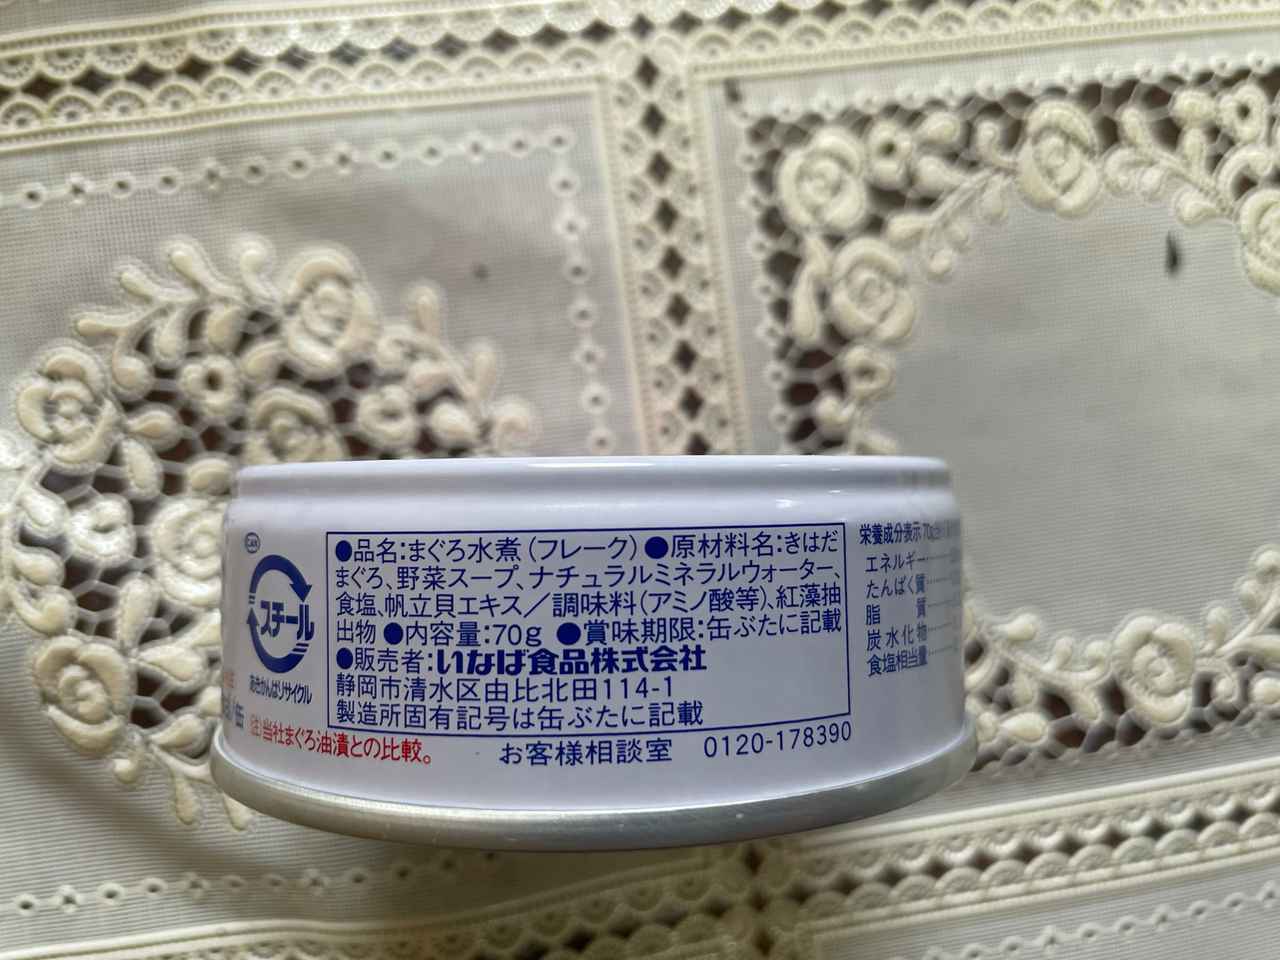 CAN
スチール
あきかんはリサイクル
缶
(注)当社まぐろ油漬との比較。
●品名:まぐろ水煮(フレーク)●原材料名:きはだ
まぐろ、野菜スープ、ナチュラルミネラルウォーター、
食塩、帆立貝エキス/調味料(アミノ酸等)、紅藻抽
出物 ●内容量:70g ●賞味期限:缶ぶたに記載
●販売者:いなば食品株式会社
静岡市清水区由比北田114-1
製造所固有記号は缶ぶたに記載
お客様相談室 0120-178390
栄養成分表示
エネルギー
たんぱく質
脂質
炭水化物
食塩相当量